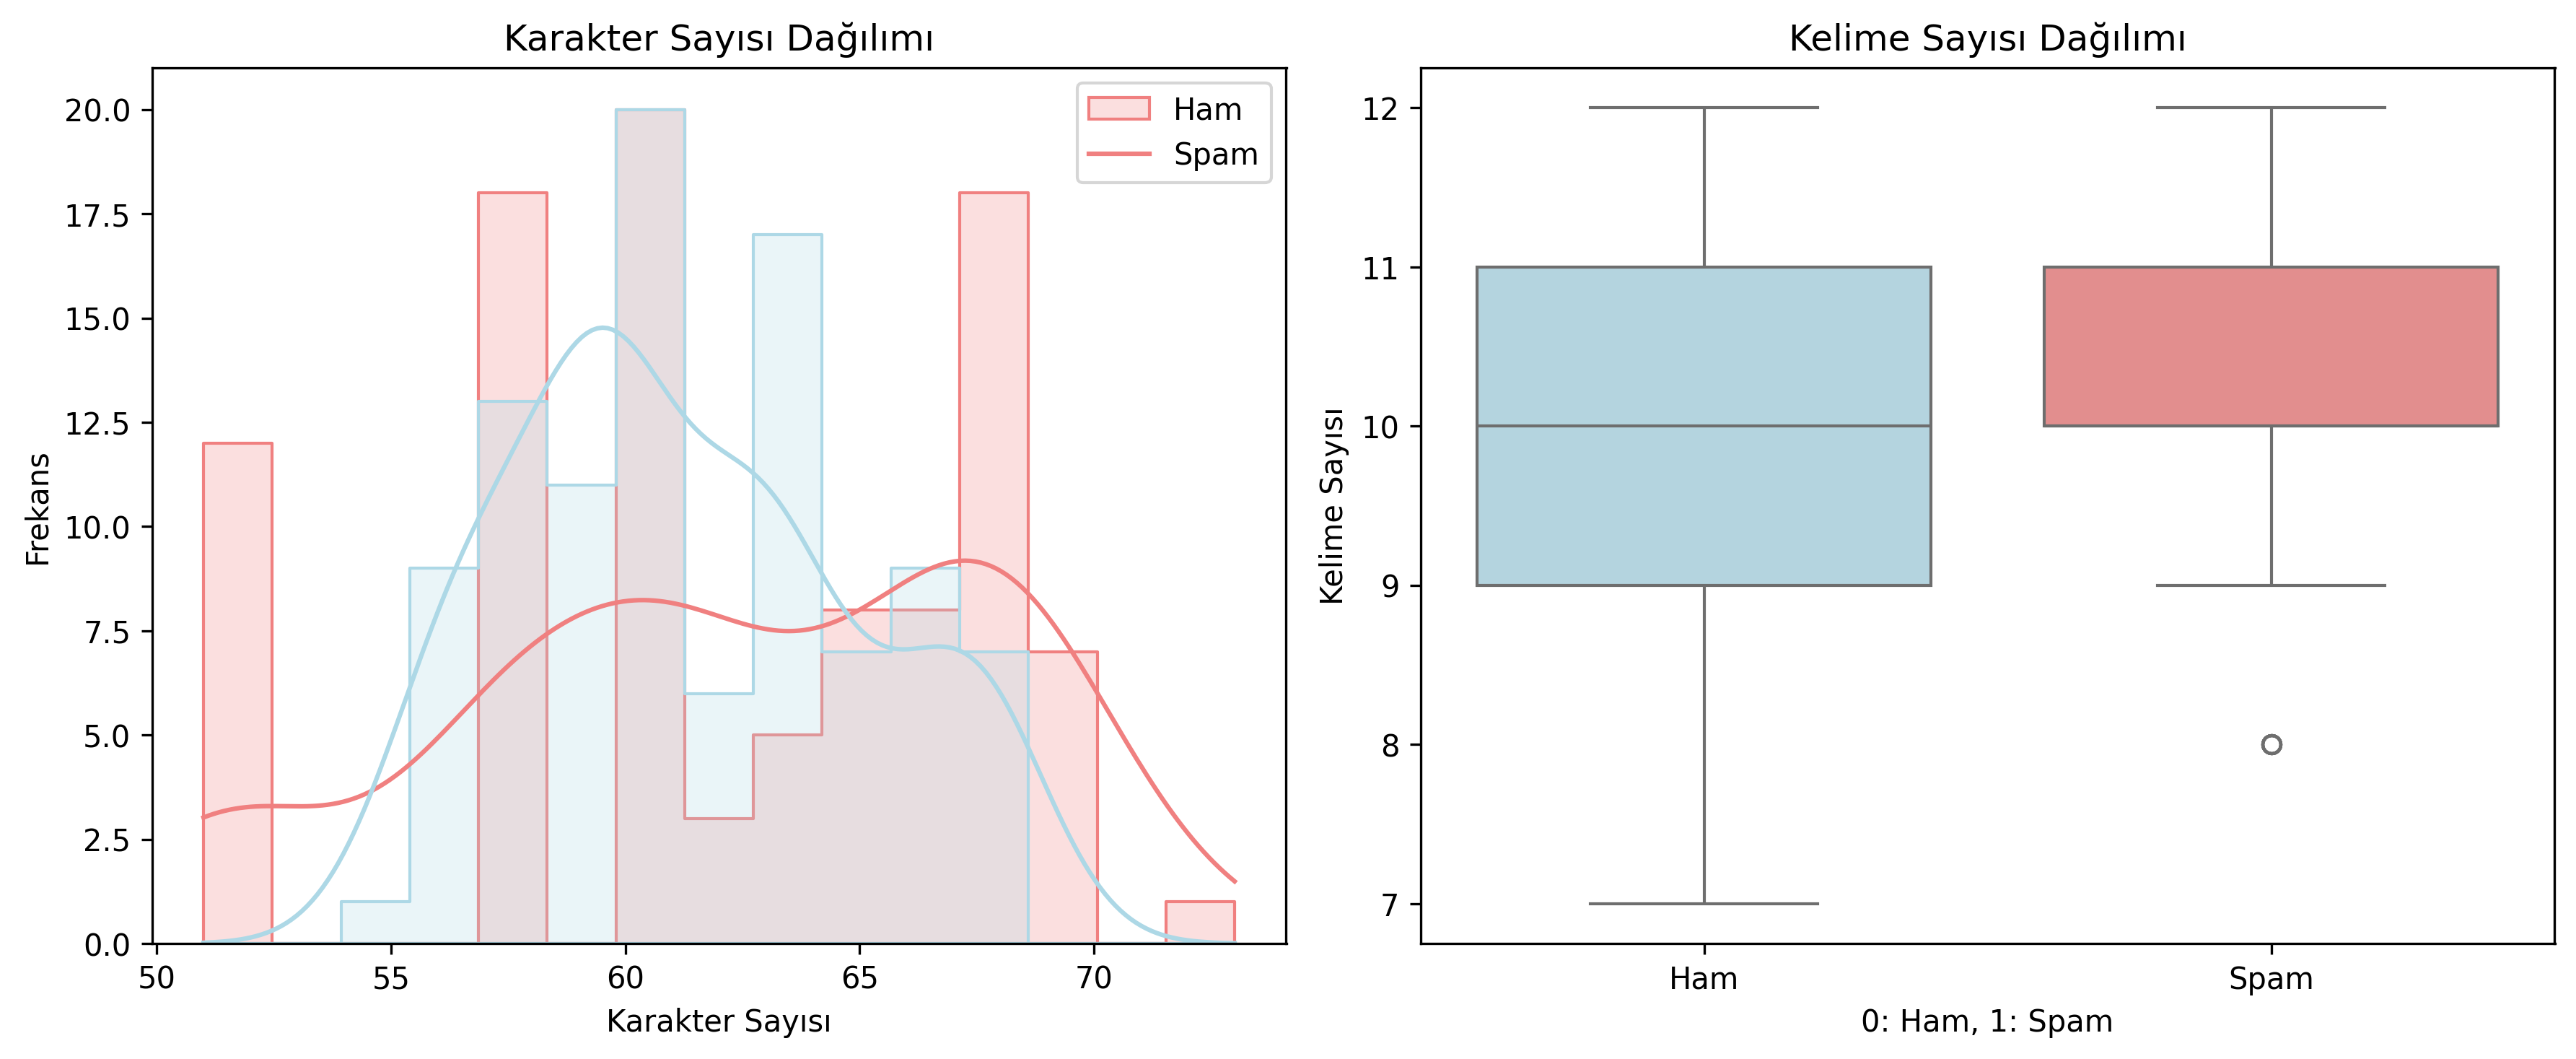 Karakter Sayısı Dağılımı
Ham
Spam
20.0
17.5
15.0
12.5
10.0
7.5
5.0
2.5
0.0
Frekans
50
55
60
65
70
Karakter Sayısı
Kelime Sayısı Dağılımı
12
11
10
9
8
7
Kelime Sayısı
Ham
Spam
0: Ham, 1: Spam